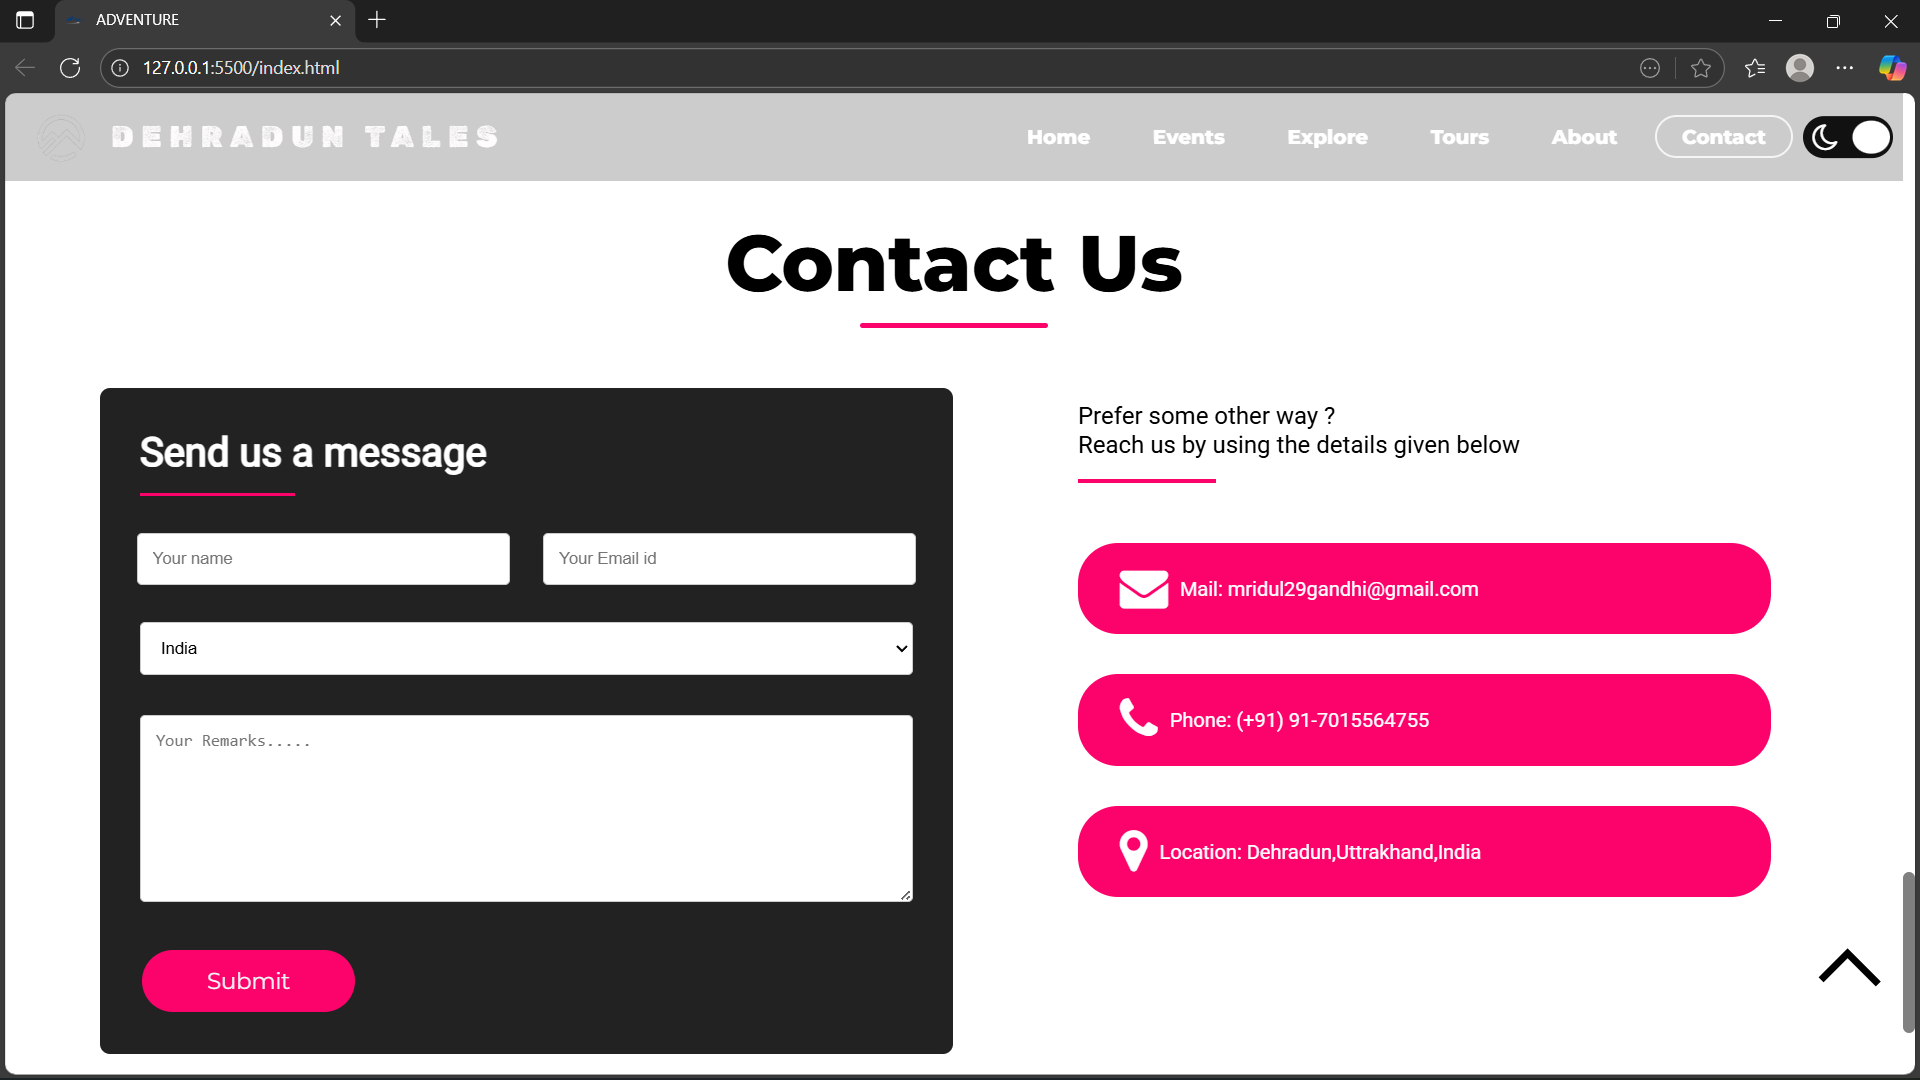 ADVENTURE
127.0.0.1:5500/index.html
DEHRADUN TALES
Home Events Explore Tours About Contact
Contact Us
Send us a message
Your name
Your Email id
India
Your Remarks.....
Submit
Prefer some other way ?
Reach us by using the details given below
Mail: mridul29gandhi@gmail.com
Phone: (+91) 91-7015564755
Location: Dehradun,Uttrakhand,India